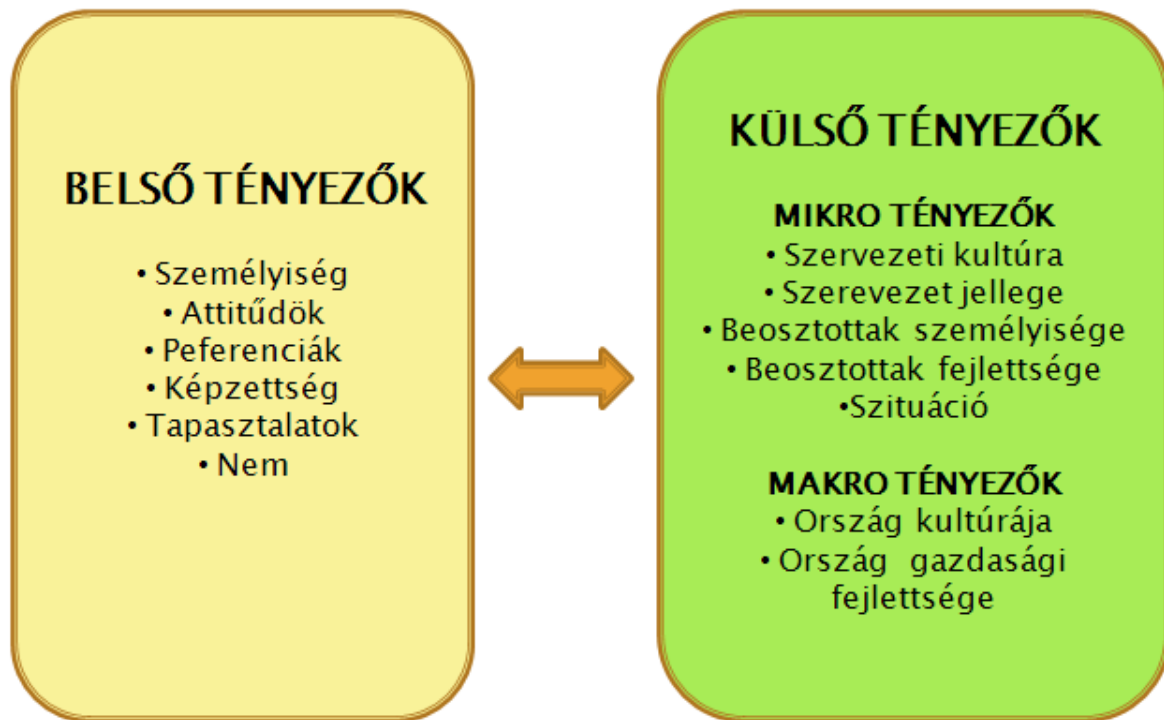 BELSŐ TÉNYEZŐK
• Személyiség
• Attitűdök
• Peferenciák
• Képzettség
• Tapasztalatok
• Nem
KÜLSŐ TÉNYEZŐK
MIKRO TÉNYEZŐK
• Szervezeti kultúra
• Szerevezet jellege
• Beosztottak személyisége
• Beosztottak fejlettsége
•Szituáció
MAKRO TÉNYEZŐK
• Ország kultúrája
• Ország gazdasági
fejlettsége